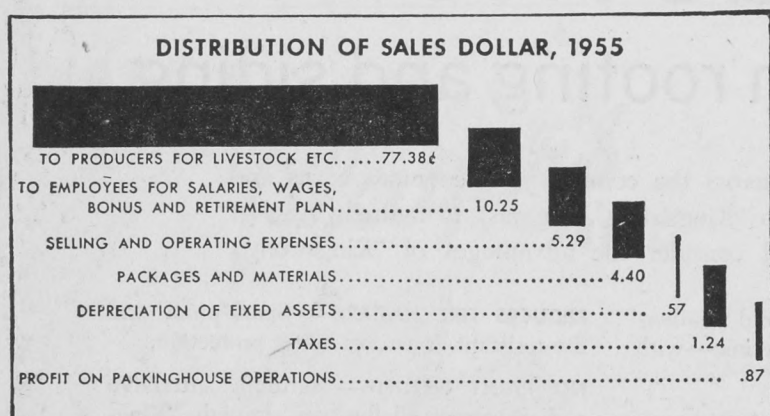 DISTRIBUTION OF SALES DOLLAR, 1955
TO PRODUCERS FOR LIVESTOCK ETC......77.38¢
TO EMPLOYEES FOR SALARIES, WAGES,
BONUS AND RETIREMENT PLAN................... 10.25
SELLING AND OPERATING EXPENSES.............................. 5.29
PACKAGES AND MATERIALS....................................... 4.40
DEPRECIATION OF FIXED ASSETS......................................... .57
TAXES.................................................. 1.24
PROFIT ON PACKINGHOUSE OPERATIONS............................................. .87